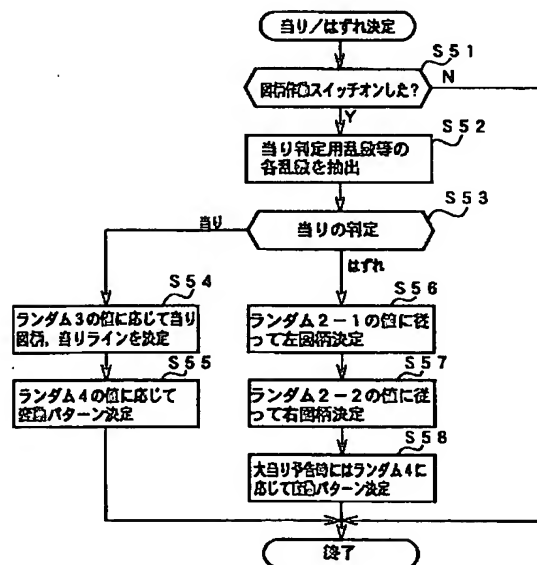 当り／はずれ決定
S51
図柄作動スイッチオンした?
N
Y
S52
当り判定用乱数等の
各乱数を抽出
S53
当りの判定
当り
はずれ
S54
ランダム3の値に応じて当り
図柄，当りラインを決定
S55
ランダム4の値に応じて
変動パターン決定
S56
ランダム2－1の値に従
って左図柄決定
S57
ランダム2－2の値に従
って右図柄決定
S58
大当り予告時にはランダム4に
応じて変動パターン決定
終了